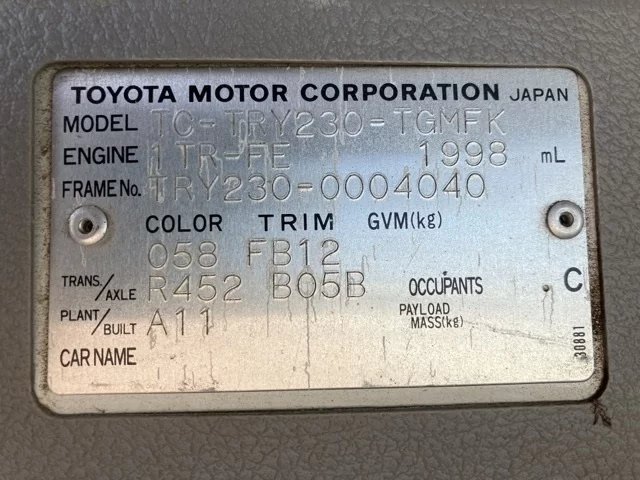 TOYOTA MOTOR CORPORATION JAPAN
MODEL TC-TRY230-TGMFK
ENGINE 1TR-FE 1998 mL
FRAME No. TRY230-0004040
COLOR TRIM GVM(kg)
058 FB12
TRANS./AXLE R452 B05B OCCUPANTS C
PLANT/BUILT A11 PAYLOAD MASS(kg)
CAR NAME
30881